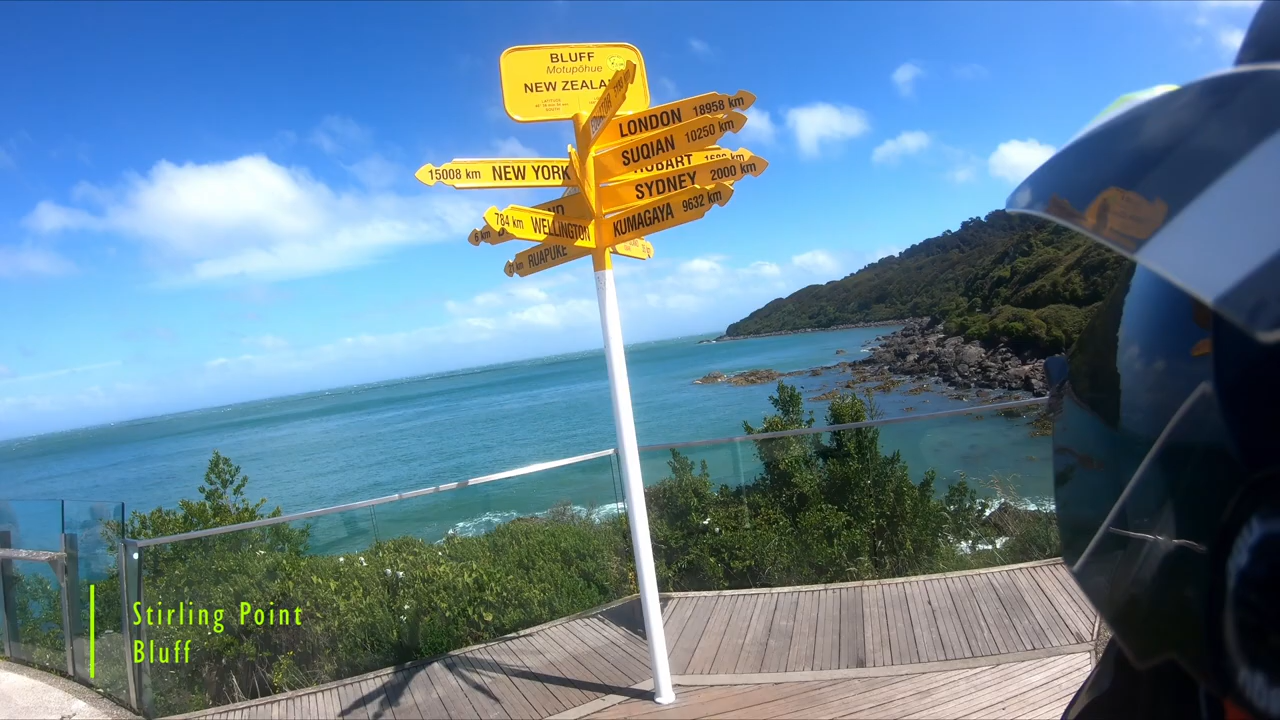 BLUFF
Motupōhue
NEW ZEALA
LONDON 18958 km
SUQIAN 10250 km
HOBART
SYDNEY 2000 km
KUMAGAYA 9632 km
15008 km NEW YORK
784 km WELLINGTON
RUAPUKE
Stirling Point
Bluff